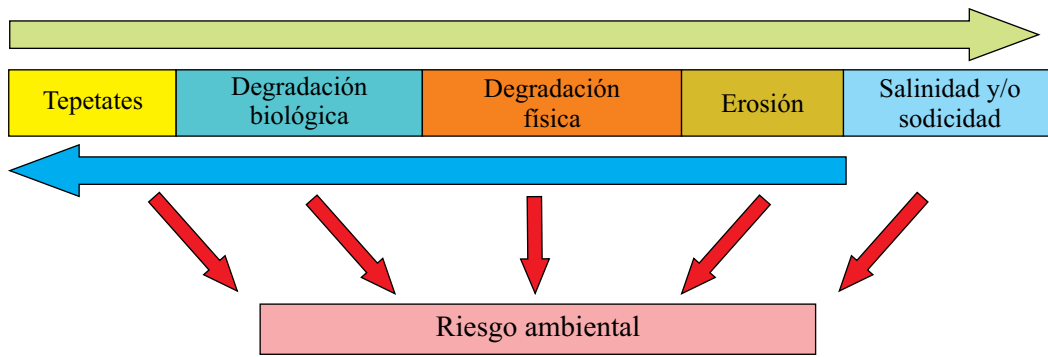 Tepetates
Degradación
biológica
Degradación
física
Erosión
Salinidad y/o
sodicidad
Riesgo ambiental